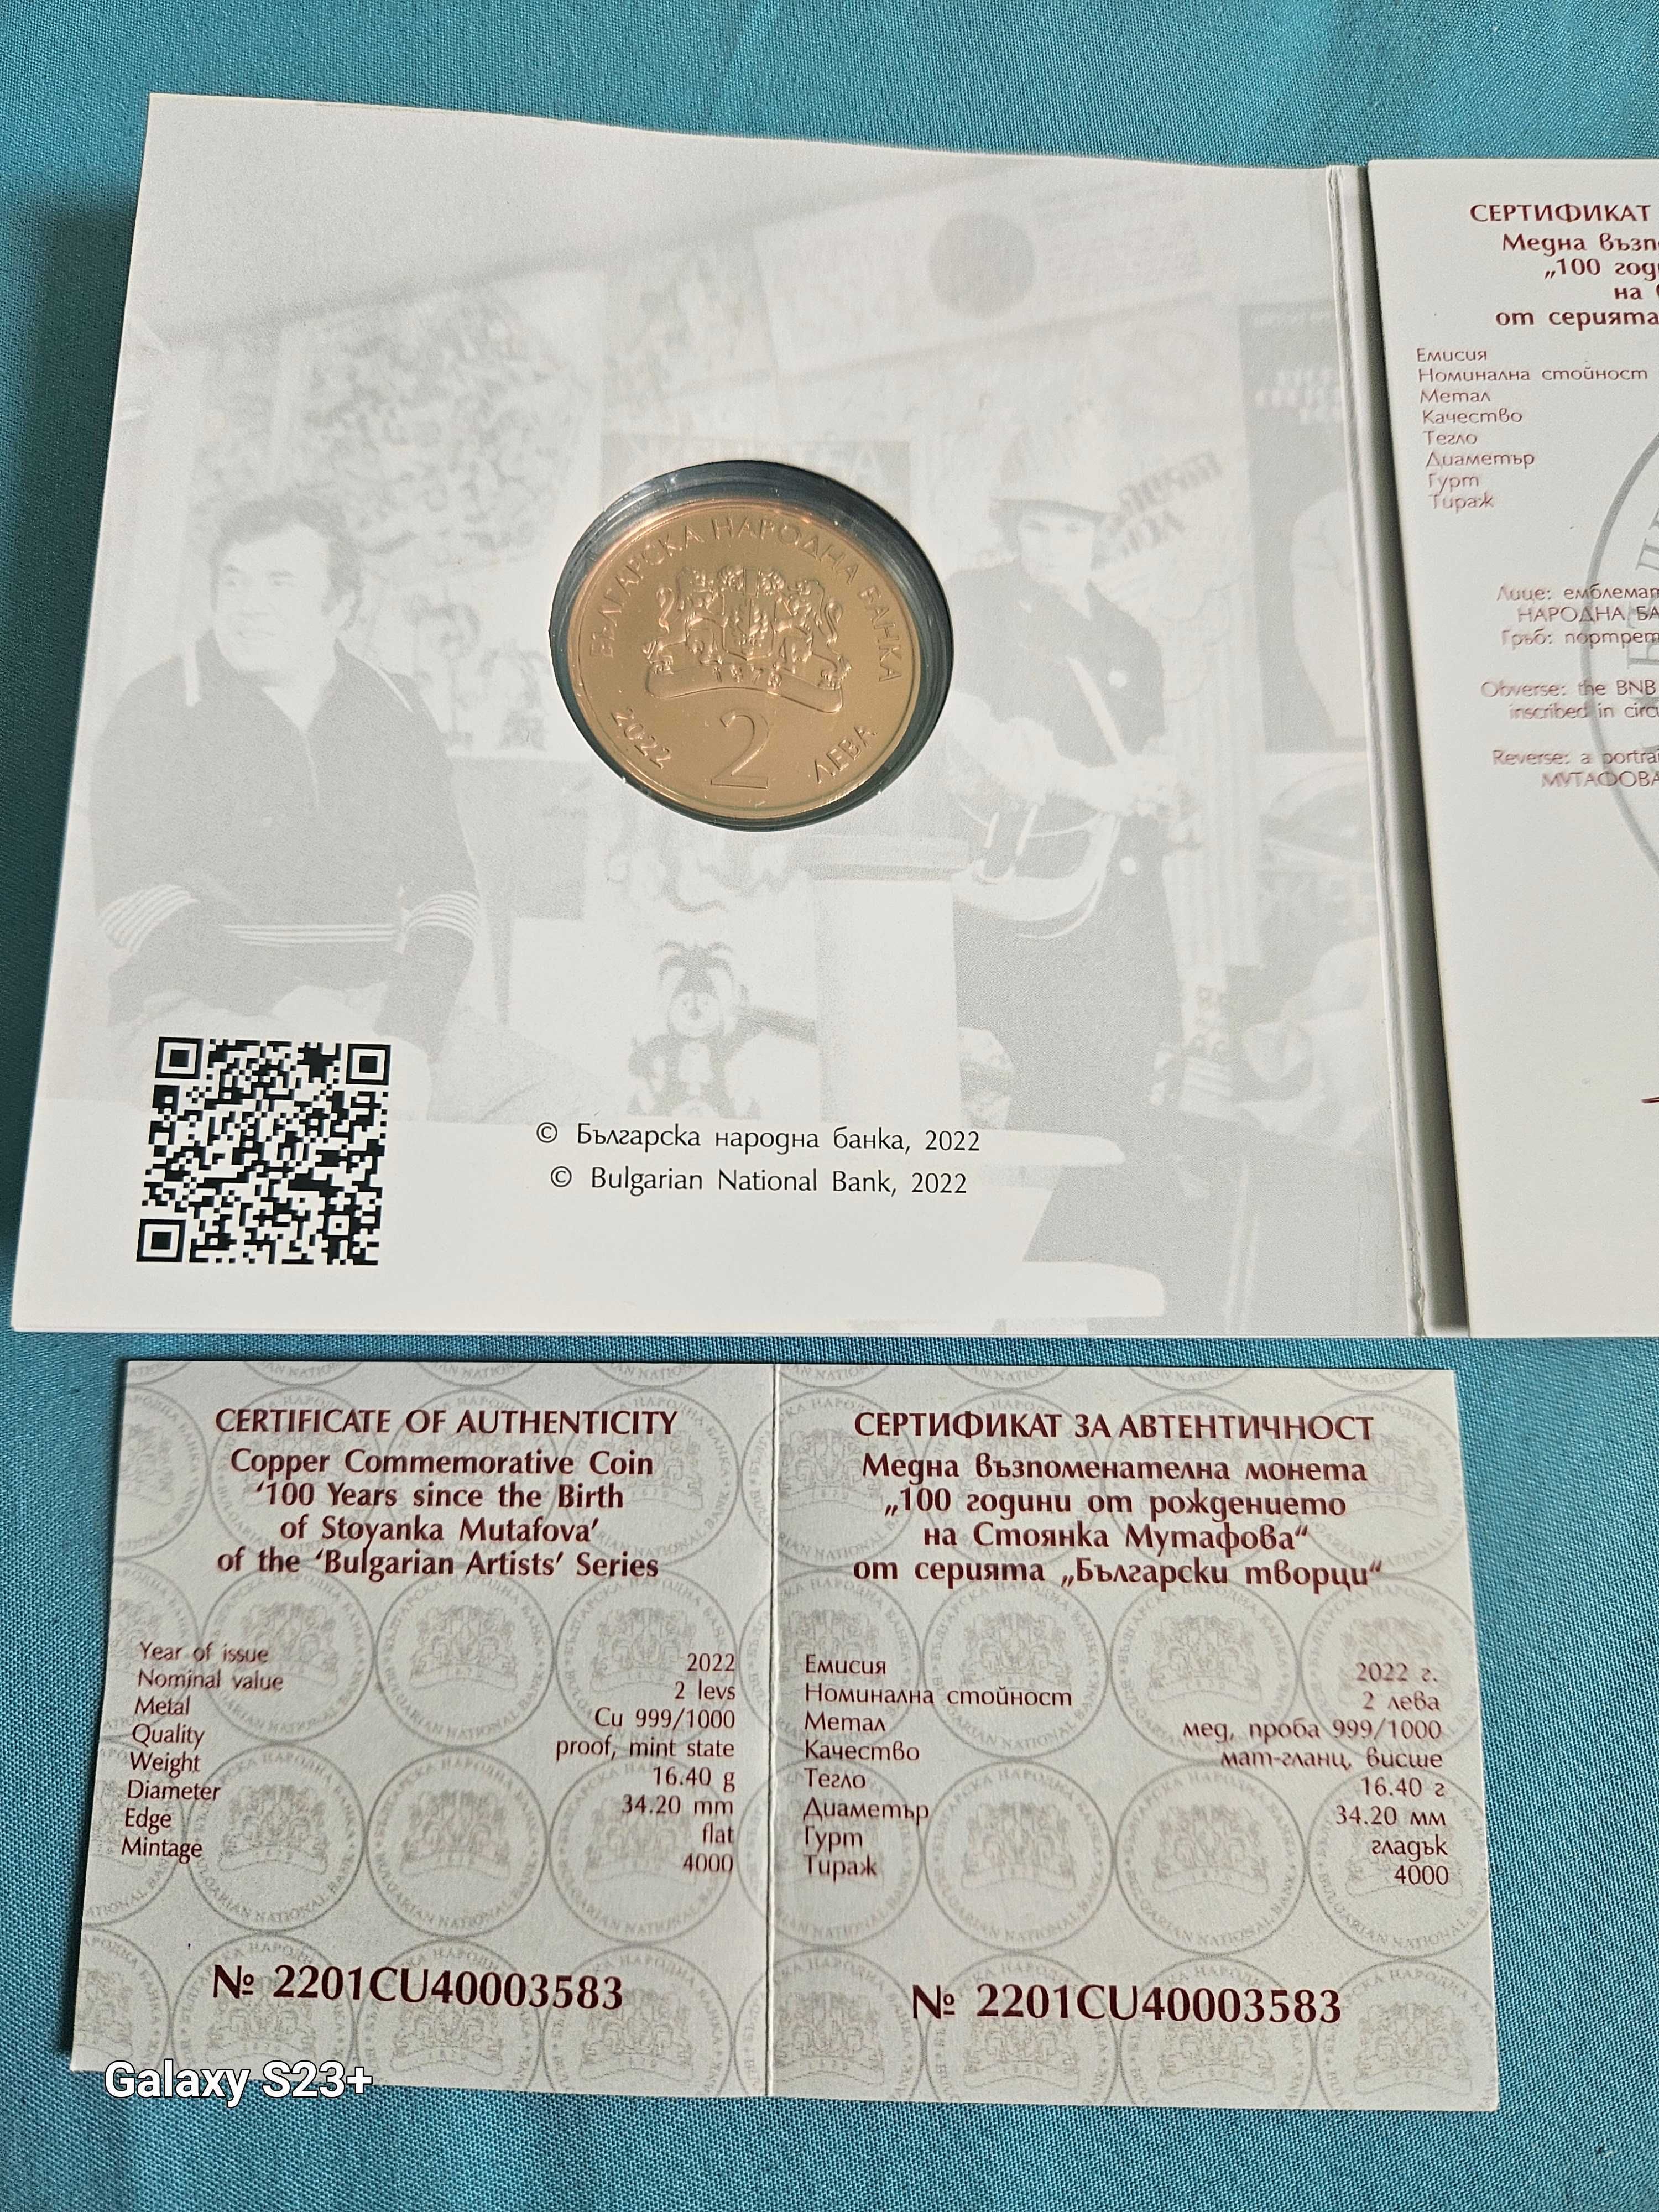 БЪЛГАРСКА НАРОДНА БАНКА
1879
2022 2 ЛЕВА
© Българска народна банка, 2022
© Bulgarian National Bank, 2022
СЕРТИФИКАТ
Медна
„100
на
от серията
Емисия
Номинална стойност
Метал
Качество
Тегло
Диаметър
Гурт
Тираж
Лице:
НАРОДНА
Гръб:
Obverse: the BNB
inscribed in
Reverse: a
МУТАФОВА
CERTIFICATE OF AUTHENTICITY
Copper Commemorative Coin
‘100 Years since the Birth
of Stoyanka Mutafova’
of the ‘Bulgarian Artists’ Series
Year of issue 2022
Nominal value 2 levs
Metal Cu 999/1000
Quality proof, mint state
Weight 16.40 g
Diameter 34.20 mm
Edge flat
Mintage 4000
№ 2201CU40003583
СЕРТИФИКАТ ЗА АВТЕНТИЧНОСТ
Медна възпоменателна монета
„100 години от рождението
на Стоянка Мутафова“
от серията „Български творци“
Емисия 2022 г.
Номинална стойност 2 лева
Метал мед, проба 999/1000
Качество мат-гланц, висше
Тегло 16.40 г
Диаметър 34.20 мм
Гурт гладък
Тираж 4000
№ 2201CU40003583
Galaxy S23+